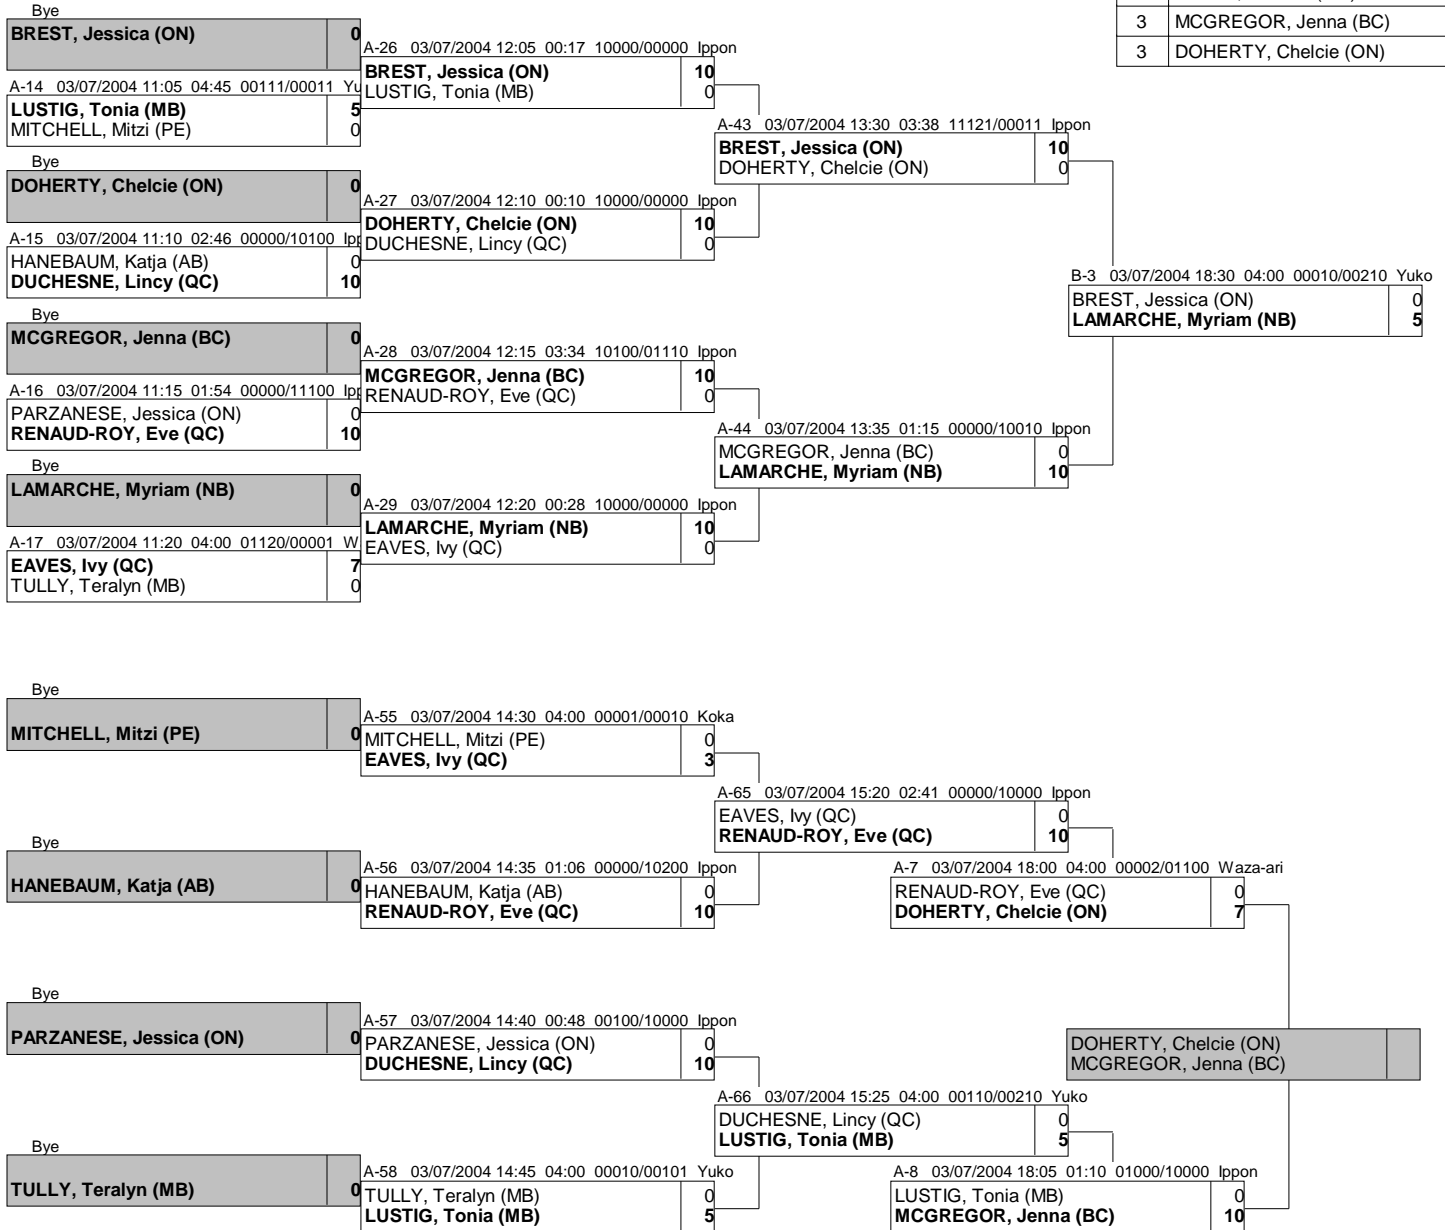 3 MCGREGOR, Jenna (BC)
3 DOHERTY, Chelcie (ON)
Bye
BREST, Jessica (ON) 0
A-14 03/07/2004 11:05 04:45 00111/00011
LUSTIG, Tonia (MB) 5
MITCHELL, Mitzi (PE) 0
Bye
DOHERTY, Chelcie (ON) 0
A-15 03/07/2004 11:10 02:46 00000/10100
HANEBAUM, Katja (AB) 0
DUCHESNE, Lincy (QC) 10
Bye
MCGREGOR, Jenna (BC) 0
A-16 03/07/2004 11:15 01:54 00000/11100
PARZANESE, Jessica (ON) 0
RENAUD-ROY, Eve (QC) 10
Bye
LAMARCHE, Myriam (NB) 0
A-17 03/07/2004 11:20 04:00 01120/00001
EAVES, Ivy (QC) 7
TULLY, Teralyn (MB) 0
A-26 03/07/2004 12:05 00:17 10000/00000 Ippon
BREST, Jessica (ON) 10
LUSTIG, Tonia (MB) 0
A-27 03/07/2004 12:10 00:10 10000/00000 Ippon
DOHERTY, Chelcie (ON) 10
DUCHESNE, Lincy (QC) 0
A-28 03/07/2004 12:15 03:34 10100/01110 Ippon
MCGREGOR, Jenna (BC) 10
RENAUD-ROY, Eve (QC) 0
A-29 03/07/2004 12:20 00:28 10000/00000 Ippon
LAMARCHE, Myriam (NB) 10
EAVES, Ivy (QC) 0
A-43 03/07/2004 13:30 03:38 11121/00011 Ippon
BREST, Jessica (ON) 10
DOHERTY, Chelcie (ON) 0
A-44 03/07/2004 13:35 01:15 00000/10010 Ippon
MCGREGOR, Jenna (BC) 0
LAMARCHE, Myriam (NB) 10
B-3 03/07/2004 18:30 04:00 00010/00210 Yuko
BREST, Jessica (ON) 0
LAMARCHE, Myriam (NB) 5
Bye
MITCHELL, Mitzi (PE) 0
Bye
HANEBAUM, Katja (AB) 0
Bye
PARZANESE, Jessica (ON) 0
Bye
TULLY, Teralyn (MB) 0
A-55 03/07/2004 14:30 04:00 00001/00010 Koka
MITCHELL, Mitzi (PE) 0
EAVES, Ivy (QC) 3
A-56 03/07/2004 14:35 01:06 00000/10200 Ippon
HANEBAUM, Katja (AB) 0
RENAUD-ROY, Eve (QC) 10
A-57 03/07/2004 14:40 00:48 00100/10000 Ippon
PARZANESE, Jessica (ON) 0
DUCHESNE, Lincy (QC) 10
A-58 03/07/2004 14:45 04:00 00010/00101 Yuko
TULLY, Teralyn (MB) 0
LUSTIG, Tonia (MB) 5
A-65 03/07/2004 15:20 02:41 00000/10000 Ippon
EAVES, Ivy (QC) 0
RENAUD-ROY, Eve (QC) 10
A-66 03/07/2004 15:25 04:00 00110/00210 Yuko
DUCHESNE, Lincy (QC) 0
LUSTIG, Tonia (MB) 5
A-7 03/07/2004 18:00 04:00 00002/01100 Waza-ari
RENAUD-ROY, Eve (QC) 0
DOHERTY, Chelcie (ON) 7
A-8 03/07/2004 18:05 01:10 01000/10000 Ippon
LUSTIG, Tonia (MB) 0
MCGREGOR, Jenna (BC) 10
DOHERTY, Chelcie (ON)
MCGREGOR, Jenna (BC)